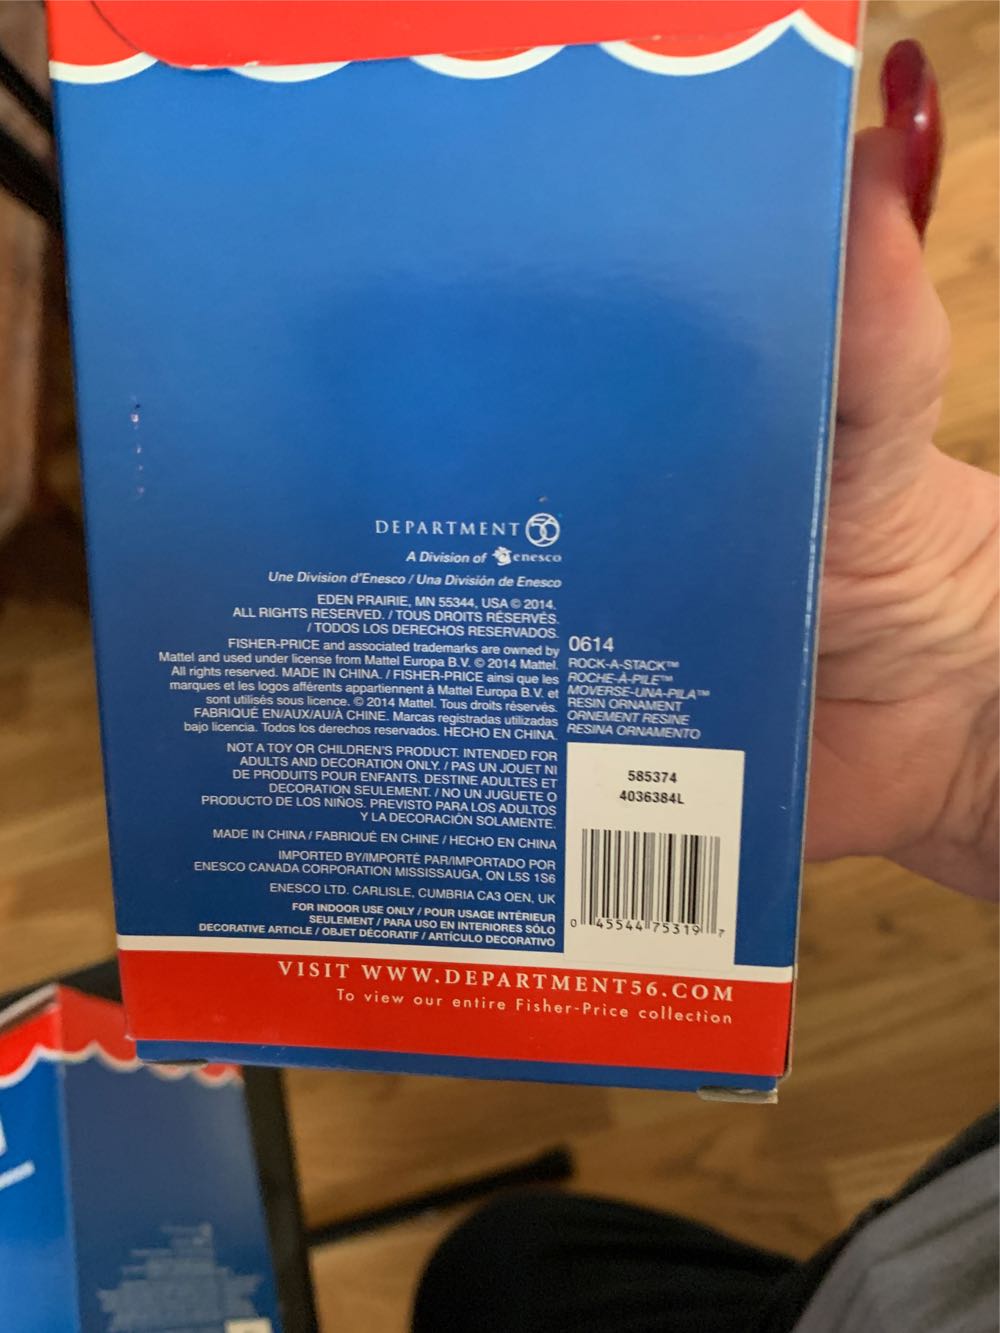 DEPARTMENT 56
A Division of enesco
Une Division d'Enesco / Una División de Enesco
EDEN PRAIRIE, MN 55344, USA © 2014.
ALL RIGHTS RESERVED. / TOUS DROITS RÉSERVÉS.
/ TODOS LOS DERECHOS RESERVADOS.
FISHER-PRICE and associated trademarks are owned by
Mattel and used under license from Mattel Europa B.V. © 2014 Mattel.
All rights reserved. MADE IN CHINA. / FISHER-PRICE ainsi que les
marques et les logos afférents appartiennent à Mattel Europa B.V. et
sont utilisés sous licence. © 2014 Mattel. Tous droits réservés.
FABRIQUÉ EN/AUX/AU/À CHINE. Marcas registradas utilizadas
bajo licencia. Todos los derechos reservados. HECHO EN CHINA.
NOT A TOY OR CHILDREN'S PRODUCT. INTENDED FOR
ADULTS AND DECORATION ONLY. / PAS UN JOUET NI
DE PRODUITS POUR ENFANTS. DESTINE ADULTES ET
DECORATION SEULEMENT. / NO UN JUGUETE O
PRODUCTO DE LOS NIÑOS. PREVISTO PARA LOS ADULTOS
Y LA DECORACIÓN SOLAMENTE.
MADE IN CHINA / FABRIQUÉ EN CHINE / HECHO EN CHINA
IMPORTED BY/IMPORTÉ PAR/IMPORTADO POR
ENESCO CANADA CORPORATION MISSISSAUGA, ON L5S 1S6
ENESCO LTD. CARLISLE, CUMBRIA CA3 OEN, UK
FOR INDOOR USE ONLY / POUR USAGE INTÉRIEUR
SEULEMENT / PARA USO EN INTERIORES SÓLO
DECORATIVE ARTICLE / OBJET DÉCORATIF / ARTÍCULO DECORATIVO
0614
ROCK-A-STACK™
ROCHE-À-PILE™
MOVERSE-UNA-PILA™
RESIN ORNAMENT
ORNEMENT RESINE
RESINA ORNAMENTO
585374
4036384L
0 45544 75319 7
VISIT WWW.DEPARTMENT56.COM
To view our entire Fisher-Price collection